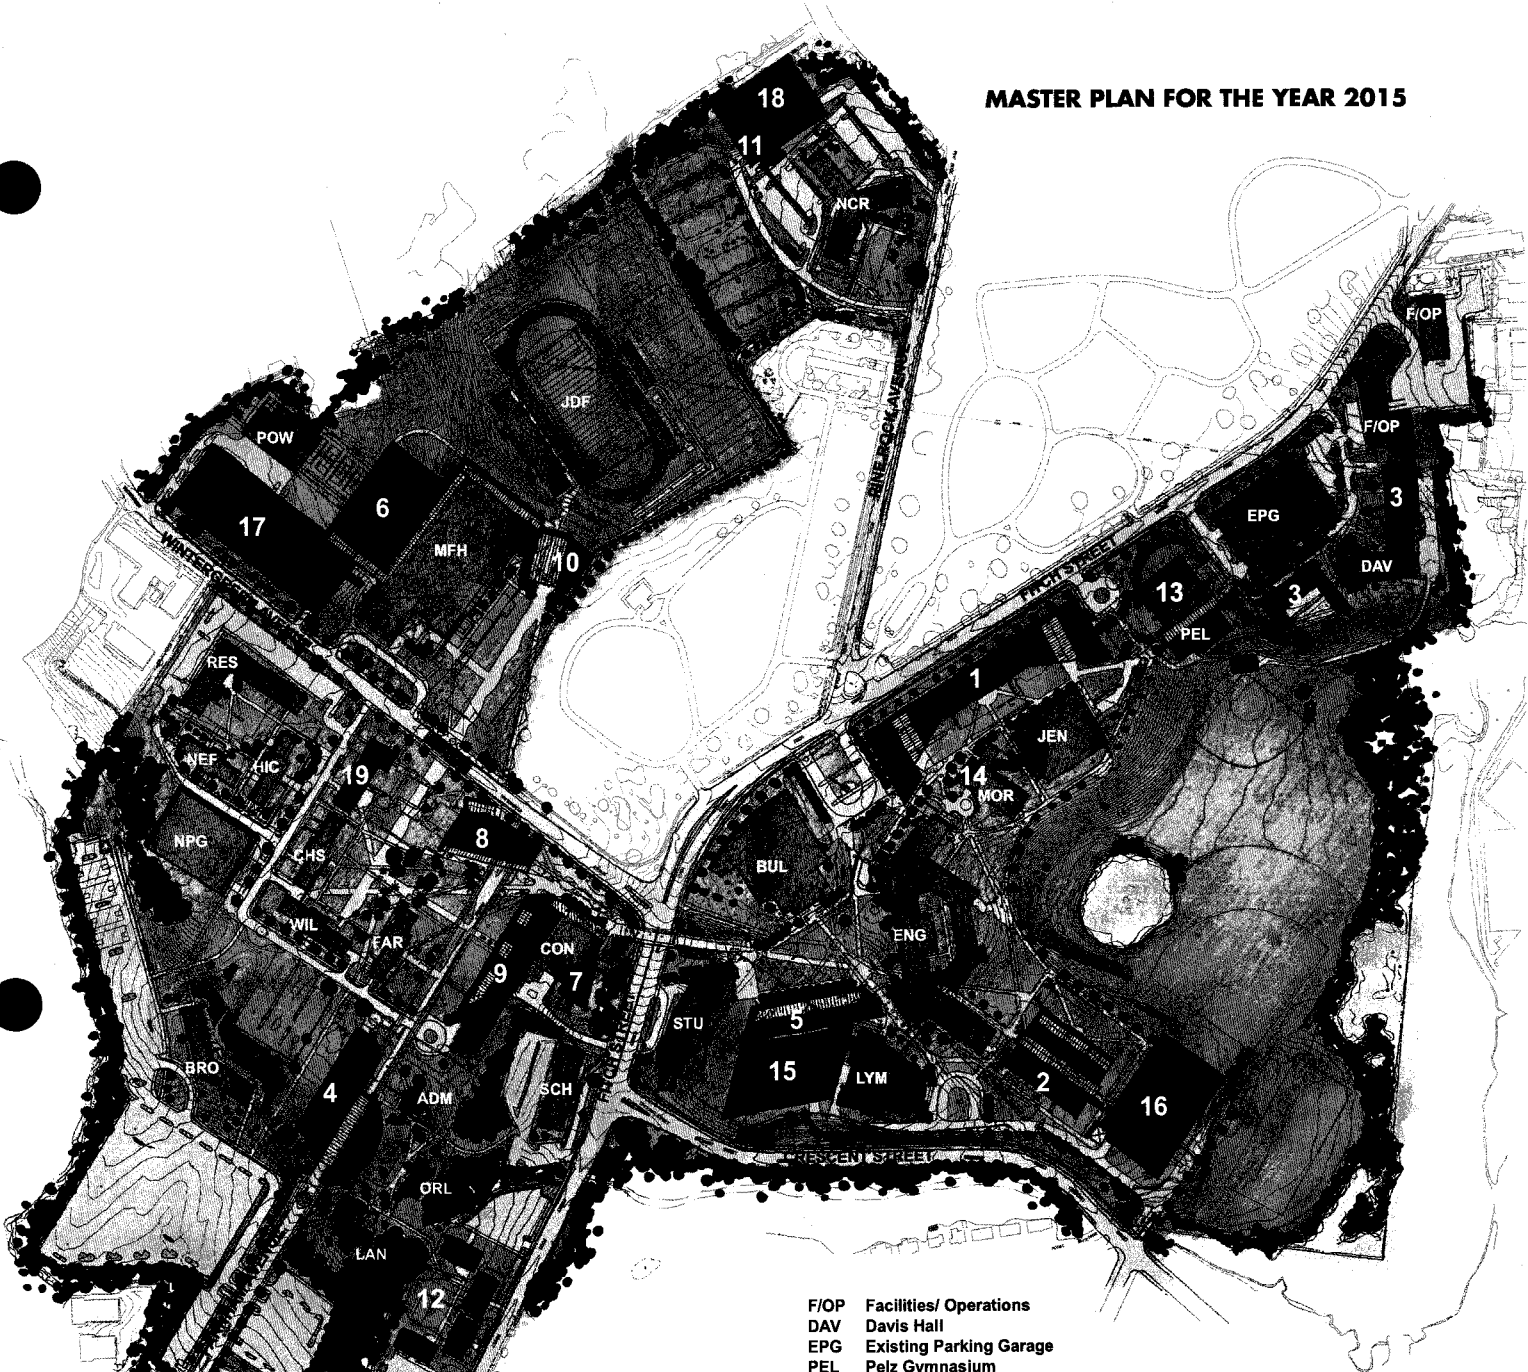 MASTER PLAN FOR THE YEAR 2015
18
11
NCR
F/OP
JDF
F/OP
POW
3
6
EPG
17
MFH
10
DAV
FITCH STREET
13
3
PEL
RES
1
JEN
NEF
HIC
19
14
MOR
NPG
8
CHS
BUL
WIL
FAR
CON
ENG
9
7
STU
5
BRO
15
LYM
4
ADM
SCH
2
16
CRESCENT STREET
ORL
LAN
12
F/OP Facilities/ Operations
DAV Davis Hall
EPG Existing Parking Garage
PEL Pelz Gymnasium